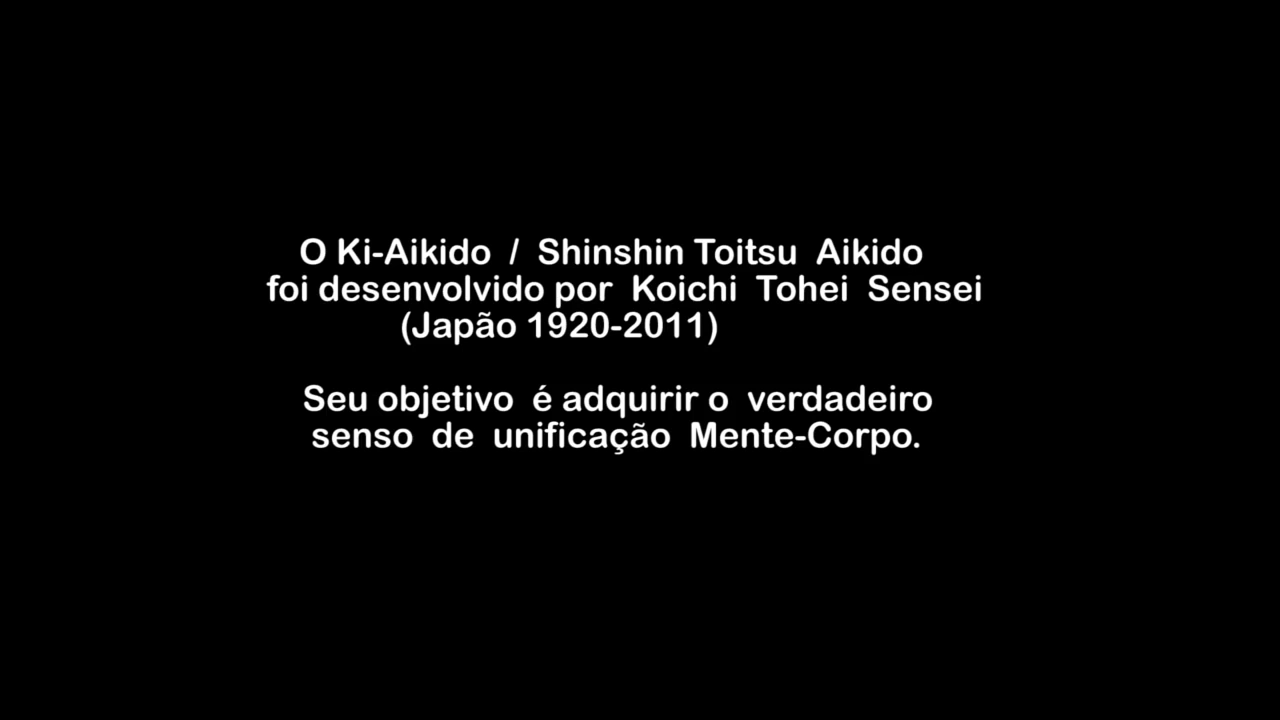 O Ki-Aikido / Shinshin Toitsu Aikido
foi desenvolvido por Koichi Tohei Sensei
(Japão 1920-2011)
Seu objetivo é adquirir o verdadeiro
senso de unificação Mente-Corpo.